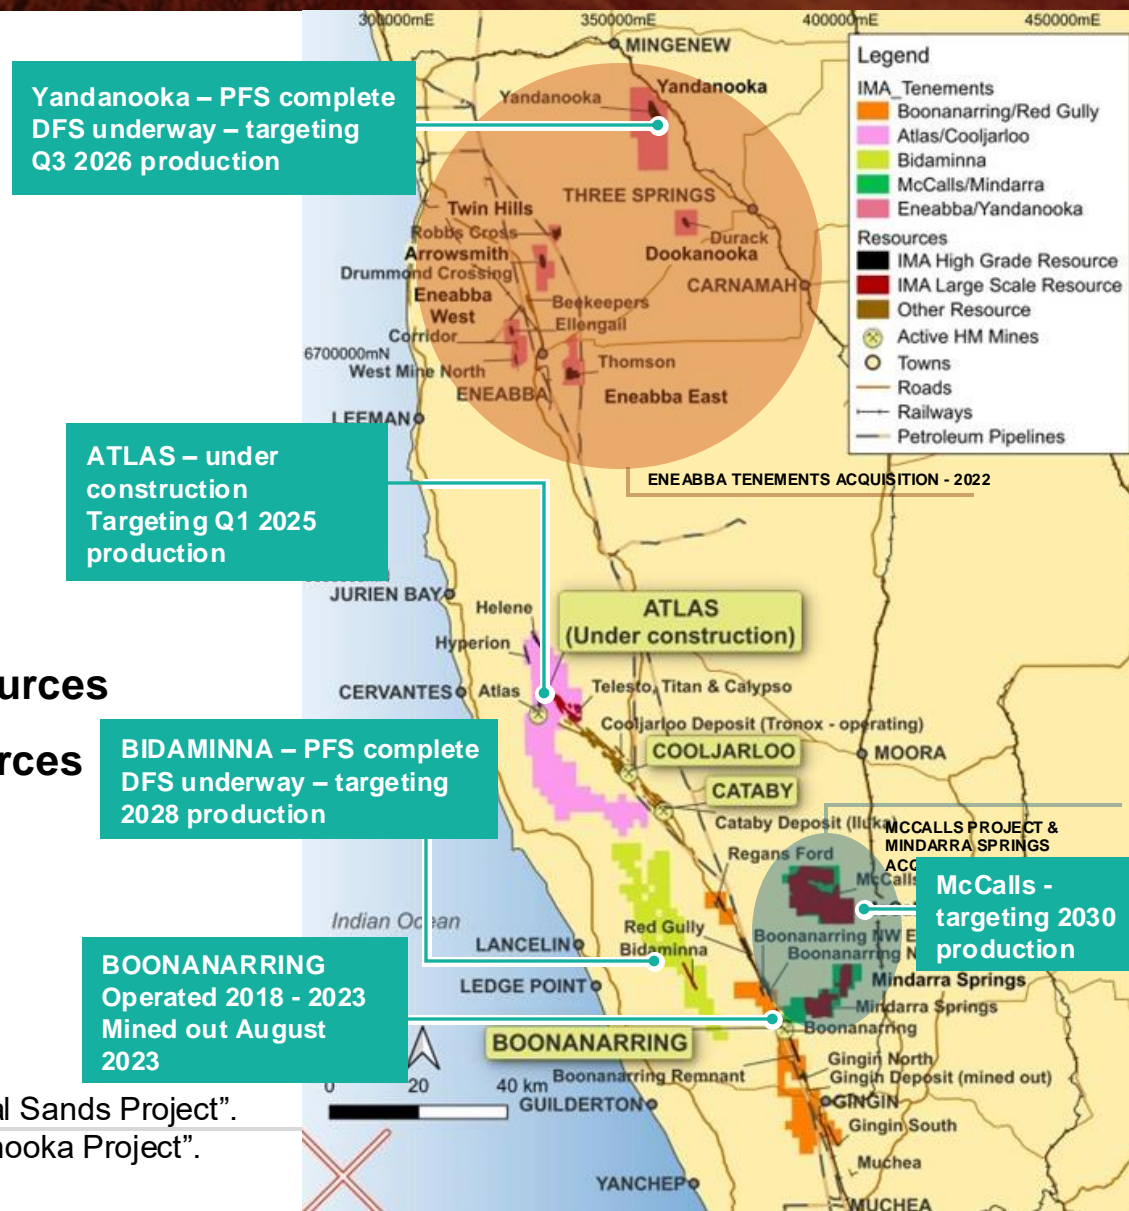 300000mE
350000mE
400000mE
450000mE
MINGENEW
Legend
IMA_Tenements
Boonanarring/Red Gully
Atlas/Cooljarloo
Bidaminna
McCalls/Mindarra
Eneabba/Yandanooka
Resources
IMA High Grade Resource
IMA Large Scale Resource
Other Resource
Active HM Mines
Towns
Roads
Railways
Petroleum Pipelines
Yandanooka – PFS complete
DFS underway – targeting
Q3 2026 production
Yandanooka
Yandanooka
THREE SPRINGS
Twin Hills
Robbs Cross
Durack
Arrowsmith
Dookanooka
Drummond Crossing
CARNAMAH
Eneabba
West
Beekeepers
Ellengail
Corridor
6700000mN
West Mine North
Thomson
ENEABBA
Eneabba East
LEEMAN
ENEABBA TENEMENTS ACQUISITION - 2022
ATLAS – under
construction
Targeting Q1 2025
production
JURIEN BAY
Helene
ATLAS
(Under construction)
Hyperion
CERVANTES
Atlas
Telesto, Titan & Calypso
Cooljarloo Deposit (Tronox - operating)
COOLJARLOO
MOORA
CATABY
Cataby Deposit (Iluka)
urces
rces
BIDAMINNA – PFS complete
DFS underway – targeting
2028 production
MCCALLS PROJECT &
MINDARRA SPRINGS
ACQ
Regans Ford
McCalls
McCalls -
targeting 2030
production
Indian Ocean
Red Gully
Boonanarring NW E
LANCELIN
Bidaminna
Boonanarring N
LEDGE POINT
Mindarra Springs
Mindarra Springs
BOONANARRING
Operated 2018 - 2023
Mined out August
2023
Boonanarring
BOONANARRING
Gingin North
Boonanarring Remnant
Gingin Deposit (mined out)
0
20
40 km
GUILDERTON
GINGIN
Gingin South
al Sands Project”.
nooka Project”.
Muchea
YANCHEP
MUCHEA